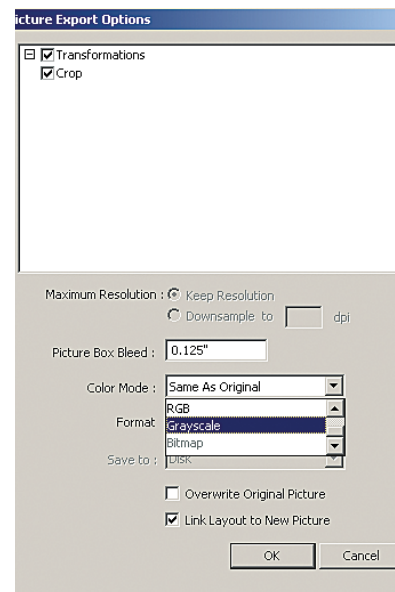 icture Export Options
Transformations
Crop
Maximum Resolution : Keep Resolution
Downsample to dpi
Picture Box Bleed : 0.125"
Color Mode : Same As Original
RGB
Format Grayscale
Bitmap
Save to : Disk
Overwrite Original Picture
Link Layout to New Picture
OK Cancel